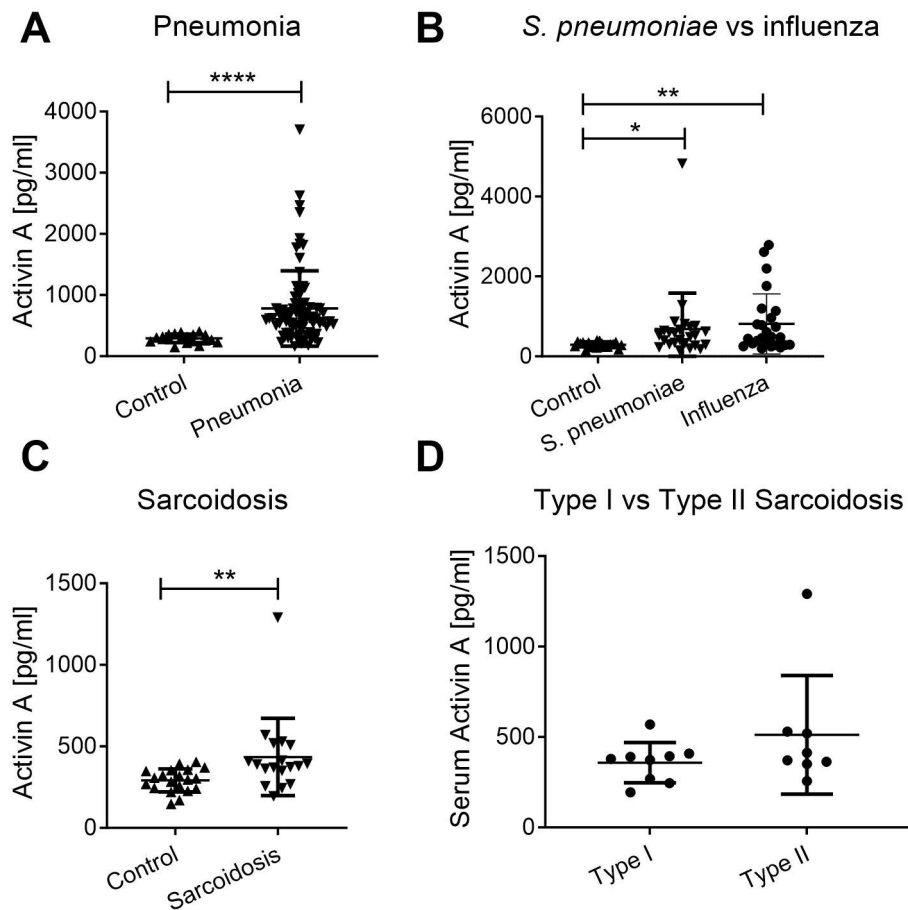 A
Pneumonia
****
Activin A [pg/ml]
4000
3000
2000
1000
0
Control
Pneumonia
B
S. pneumoniae vs influenza
**
*
Activin A [pg/ml]
6000
4000
2000
0
Control
S. pneumoniae
Influenza
C
Sarcoidosis
**
Activin A [pg/ml]
1500
1000
500
0
Control
Sarcoidosis
D
Type I vs Type II Sarcoidosis
Serum Activin A [pg/ml]
1500
1000
500
0
Type I
Type II